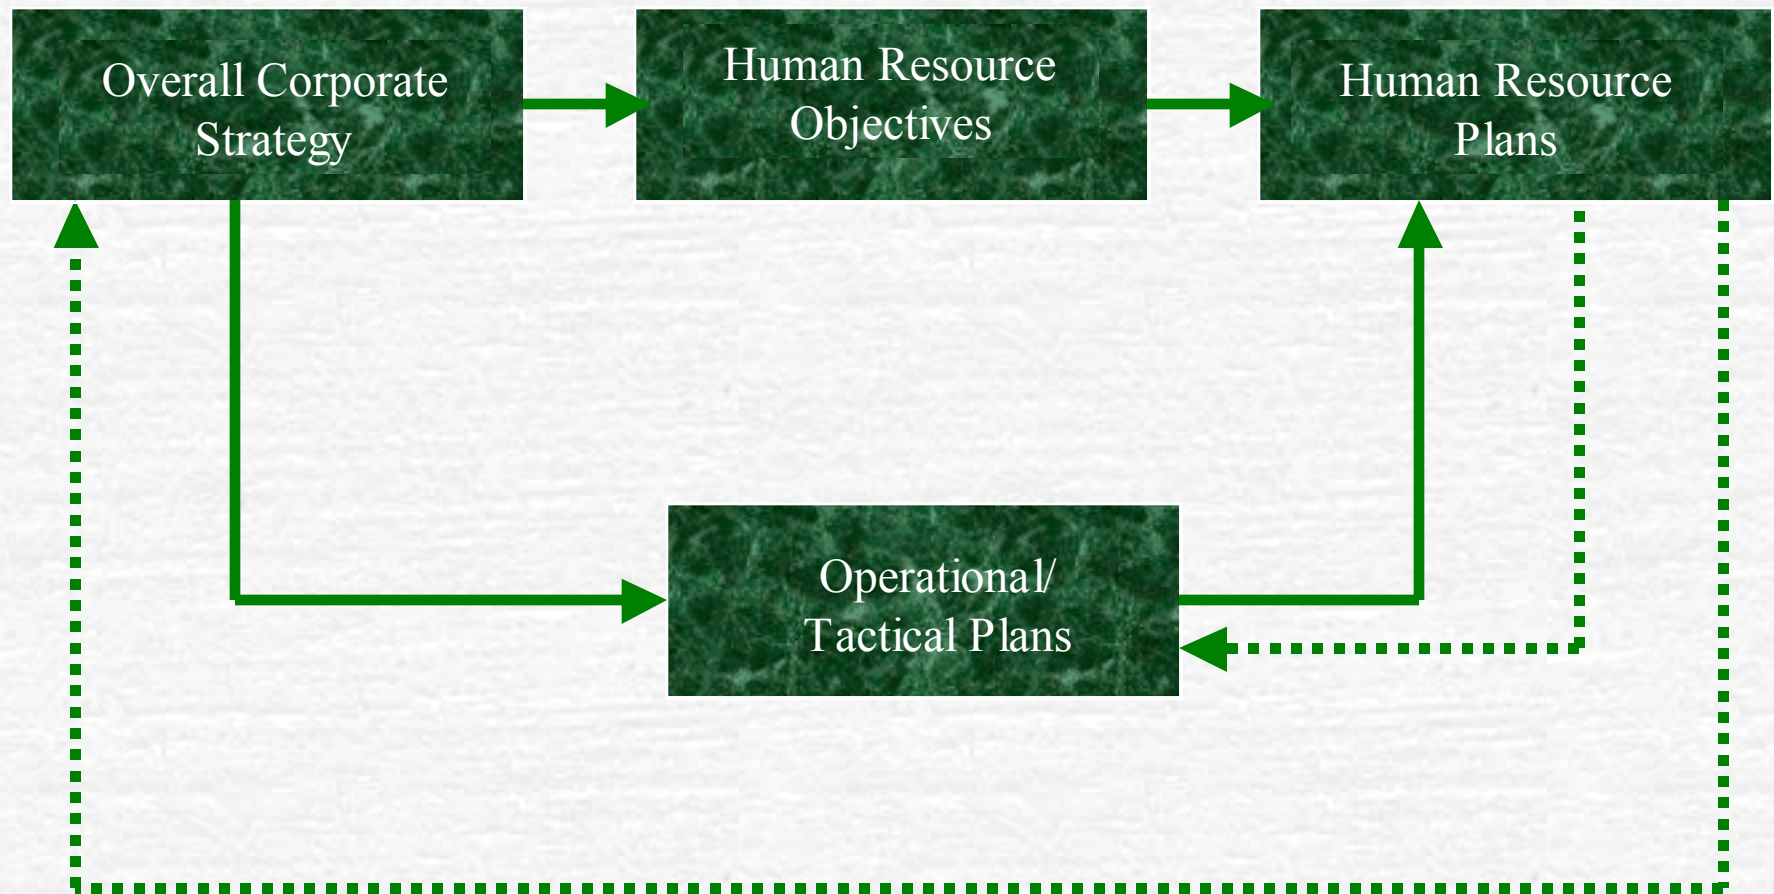 Overall Corporate
Strategy
Human Resource
Objectives
Human Resource
Plans
Operational/
Tactical Plans